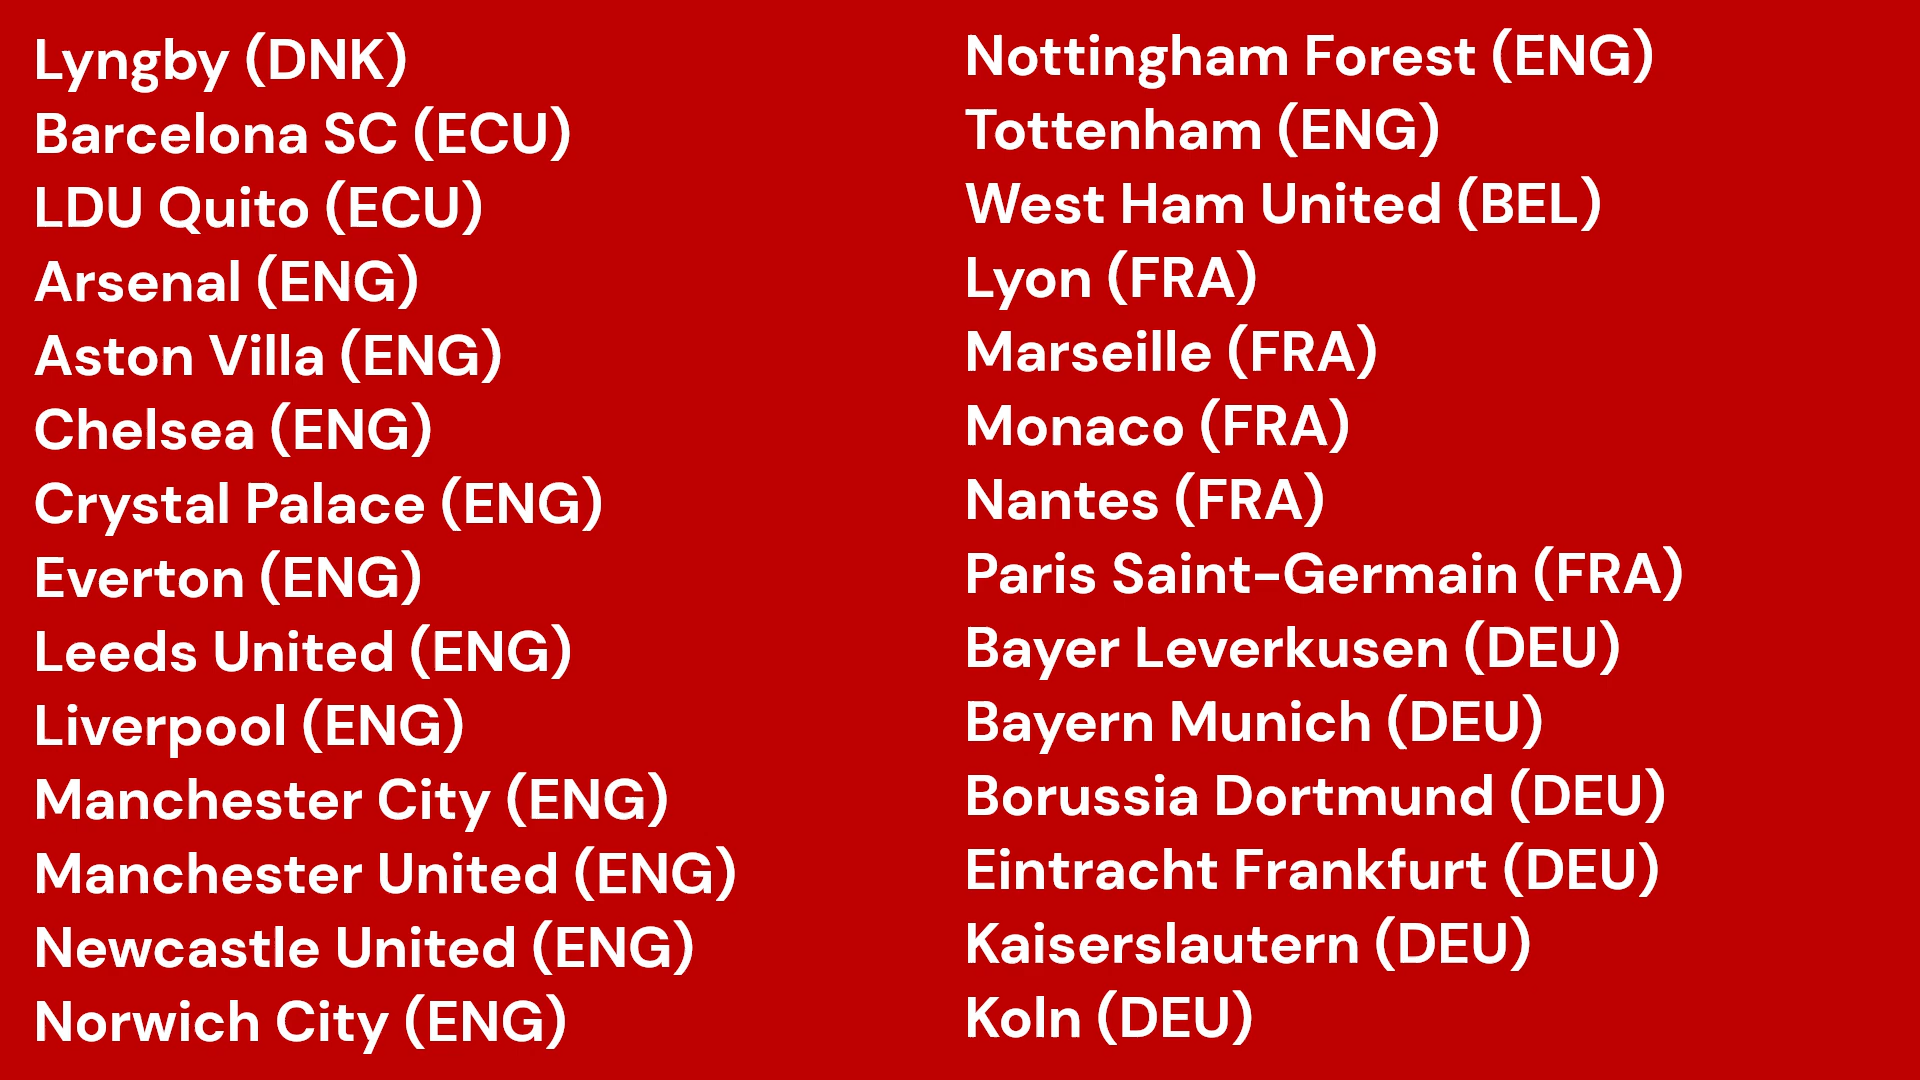 Lyngby (DNK)
Barcelona SC (ECU)
LDU Quito (ECU)
Arsenal (ENG)
Aston Villa (ENG)
Chelsea (ENG)
Crystal Palace (ENG)
Everton (ENG)
Leeds United (ENG)
Liverpool (ENG)
Manchester City (ENG)
Manchester United (ENG)
Newcastle United (ENG)
Norwich City (ENG)
Nottingham Forest (ENG)
Tottenham (ENG)
West Ham United (BEL)
Lyon (FRA)
Marseille (FRA)
Monaco (FRA)
Nantes (FRA)
Paris Saint-Germain (FRA)
Bayer Leverkusen (DEU)
Bayern Munich (DEU)
Borussia Dortmund (DEU)
Eintracht Frankfurt (DEU)
Kaiserslautern (DEU)
Koln (DEU)